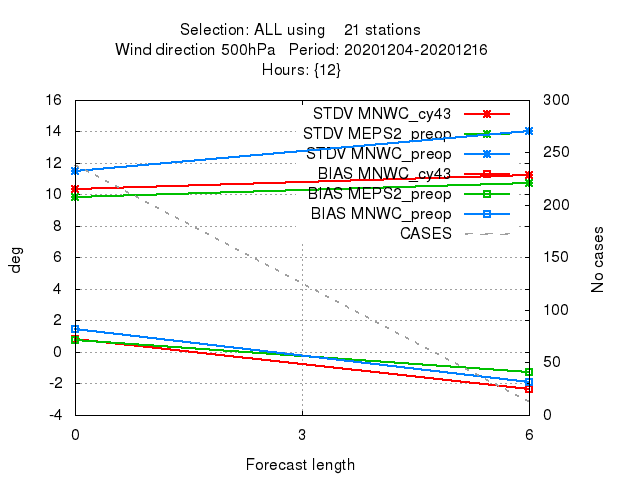 Selection: ALL using 21 stations
Wind direction 500hPa Period: 20201204-20201216
Hours: {12}
16
14
12
10
8
6
4
2
0
-2
-4
deg
STDV MNWC_cy43
STDV MEPS2_preop
STDV MNWC_preop
BIAS MNWC_cy43
BIAS MEPS2_preop
BIAS MNWC_preop
CASES
300
250
200
150
100
50
0
No cases
0 3 6
Forecast length